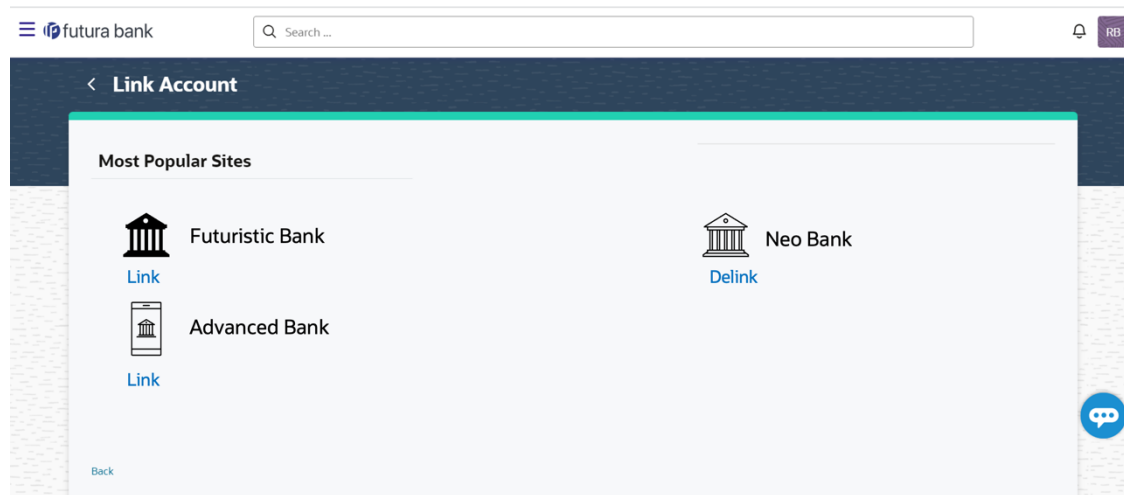 futura bank
Search ...
RB
Link Account
Most Popular Sites
Futuristic Bank
Neo Bank
Link
Delink
Advanced Bank
Link
Back